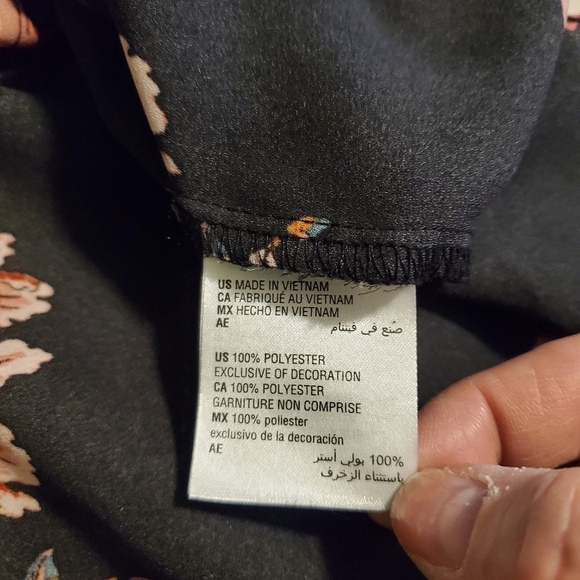 US MADE IN VIETNAM
CA FABRIQUÉ AU VIETNAM
MX HECHO EN VIETNAM
AE صُنع في فيتنام
US 100% POLYESTER
EXCLUSIVE OF DECORATION
CA 100% POLYESTER
GARNITURE NON COMPRISE
MX 100% poliester
exclusivo de la decoración
AE 100% بولي أستر
باستثناء الزخرف